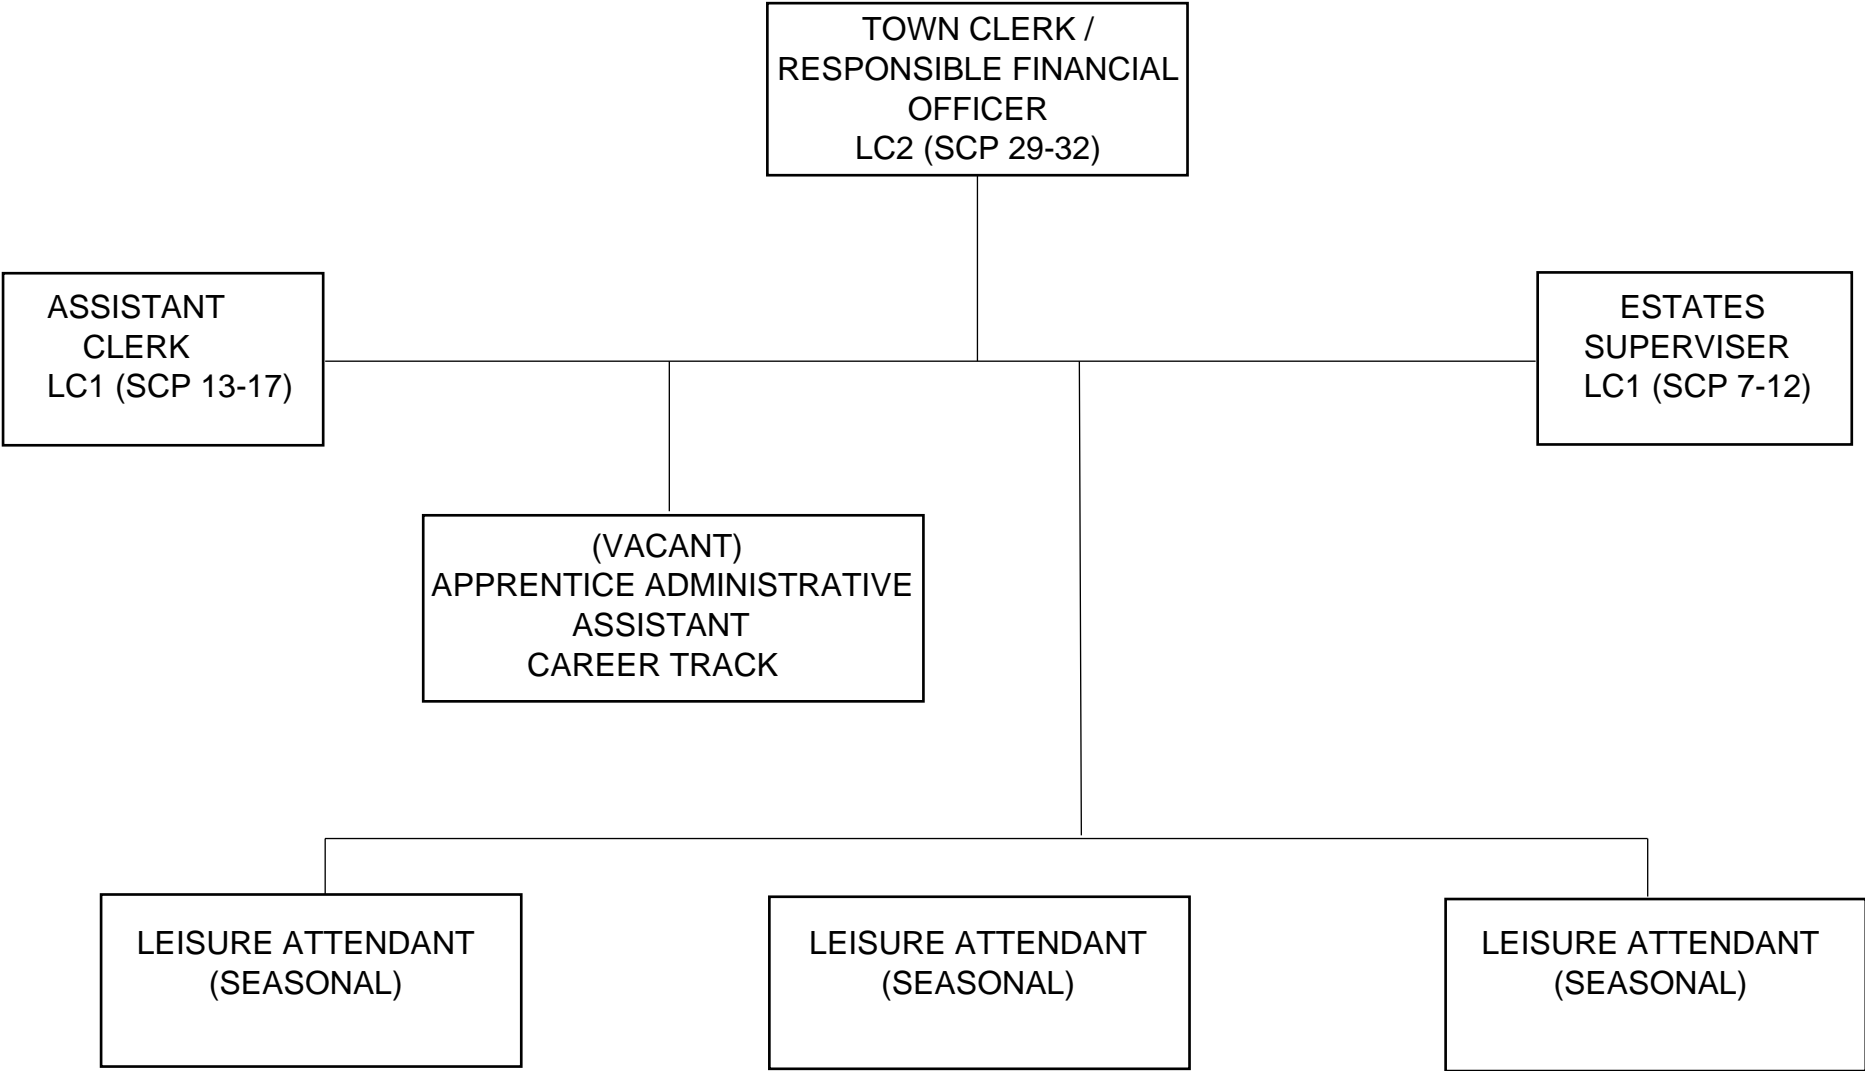 TOWN CLERK /
RESPONSIBLE FINANCIAL
OFFICER
LC2 (SCP 29-32)
ASSISTANT
CLERK
LC1 (SCP 13-17)
ESTATES
SUPERVISER
LC1 (SCP 7-12)
(VACANT)
APPRENTICE ADMINISTRATIVE
ASSISTANT
CAREER TRACK
LEISURE ATTENDANT
(SEASONAL)
LEISURE ATTENDANT
(SEASONAL)
LEISURE ATTENDANT
(SEASONAL)